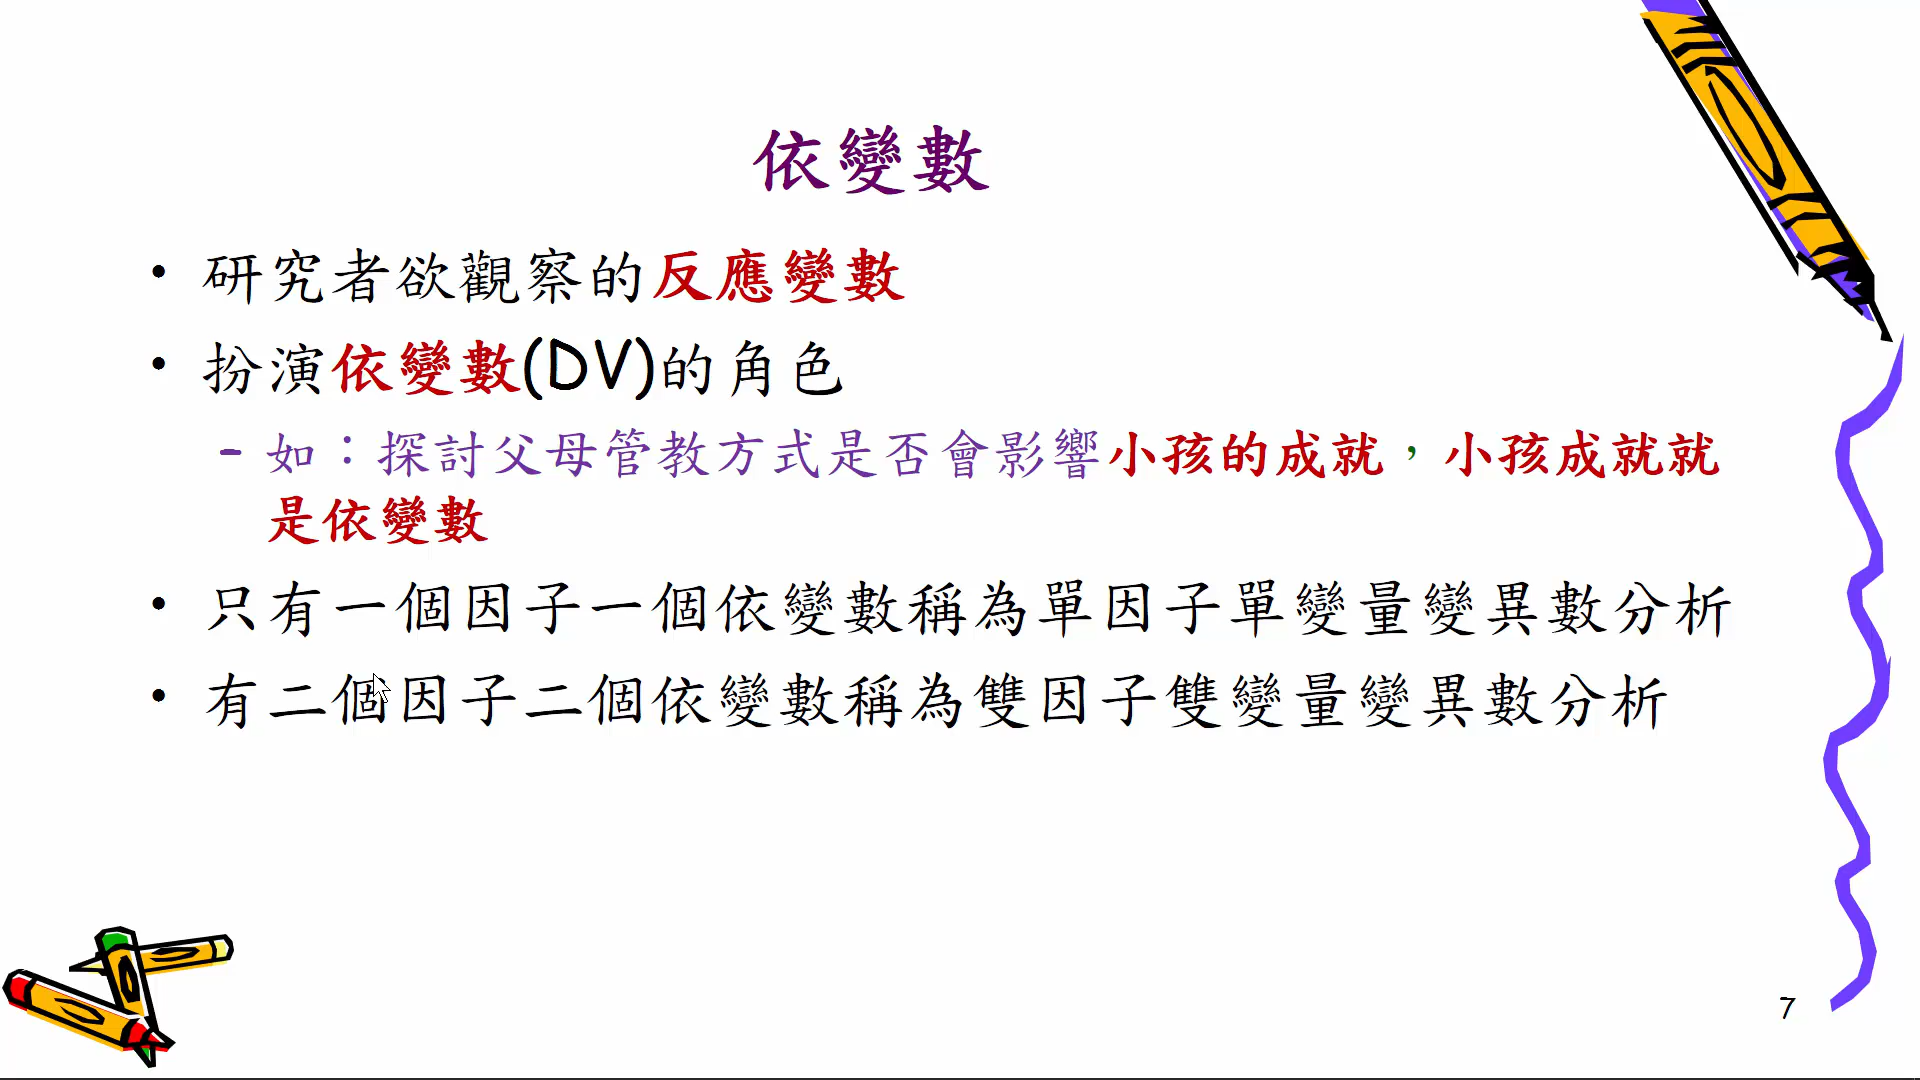 依變數
• 研究者欲觀察的反應變數
• 扮演依變數(DV)的角色
– 如：探討父母管教方式是否會影響小孩的成就，小孩成就就
是依變數
• 只有一個因子一個依變數稱為單因子單變量變異數分析
• 有二個因子二個依變數稱為雙因子雙變量變異數分析
7